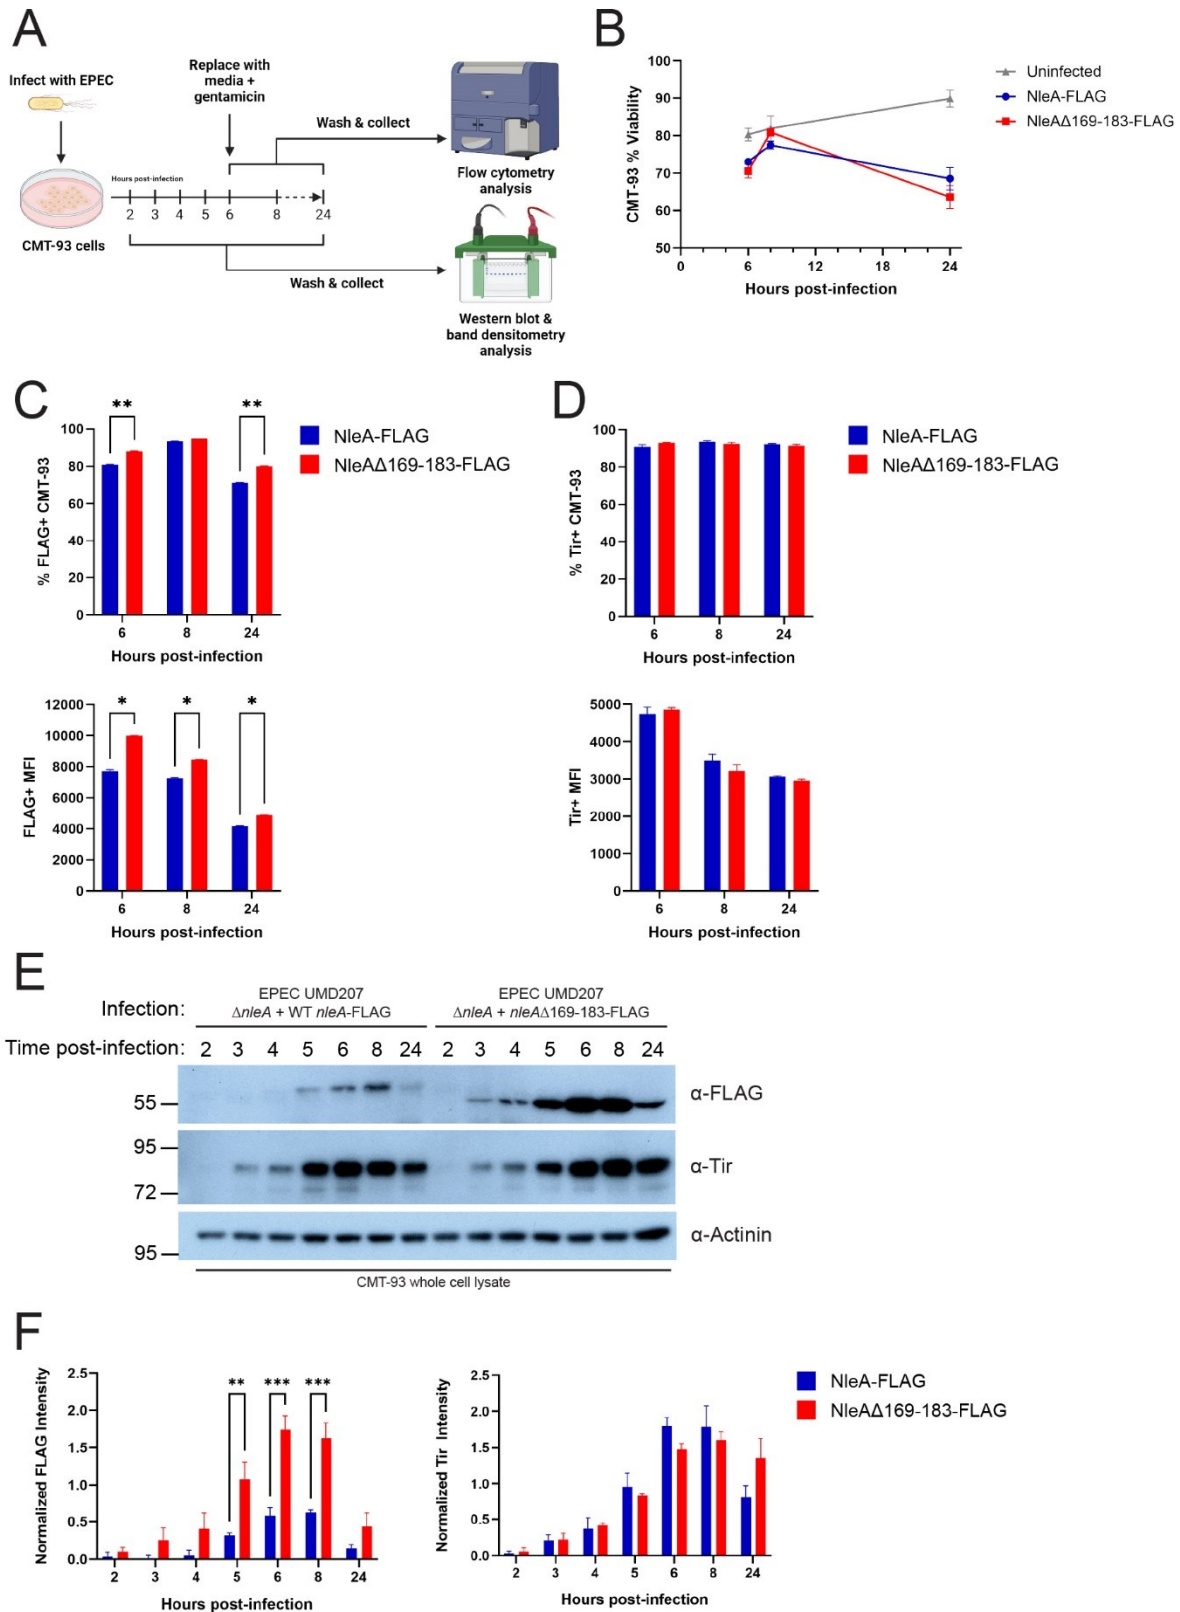 A
Infect with EPEC
CMT-93 cells
Replace with
media +
gentamicin
Hours post-infection
2 3 4 5 6 8 24
Wash & collect
Wash & collect
Flow cytometry
analysis
Western blot &
band densitometry
analysis
B
CMT-93 % Viability
100
90
80
70
60
50
0 6 12 18 24
Hours post-infection
Uninfected
NleA-FLAG
NleAΔ169-183-FLAG
C
% FLAG+ CMT-93
100
80
60
40
20
0
** **
6 8 24
Hours post-infection
NleA-FLAG
NleAΔ169-183-FLAG
FLAG+ MFI
12000
10000
8000
6000
4000
2000
0
* * *
6 8 24
Hours post-infection
D
% Tir+ CMT-93
100
80
60
40
20
0
6 8 24
Hours post-infection
NleA-FLAG
NleAΔ169-183-FLAG
Tir+ MFI
5000
4000
3000
2000
1000
0
6 8 24
Hours post-infection
E
Infection:
EPEC UMD207
ΔnleA + WT nleA-FLAG
EPEC UMD207
ΔnleA + nleAΔ169-183-FLAG
Time post-infection: 2 3 4 5 6 8 24 2 3 4 5 6 8 24
55
α-FLAG
95
72
α-Tir
95
α-Actinin
CMT-93 whole cell lysate
F
Normalized FLAG Intensity
2.5
2.0
1.5
1.0
0.5
0.0
** *** ***
2 3 4 5 6 8 24
Hours post-infection
Normalized Tir Intensity
2.5
2.0
1.5
1.0
0.5
0.0
2 3 4 5 6 8 24
Hours post-infection
NleA-FLAG
NleAΔ169-183-FLAG